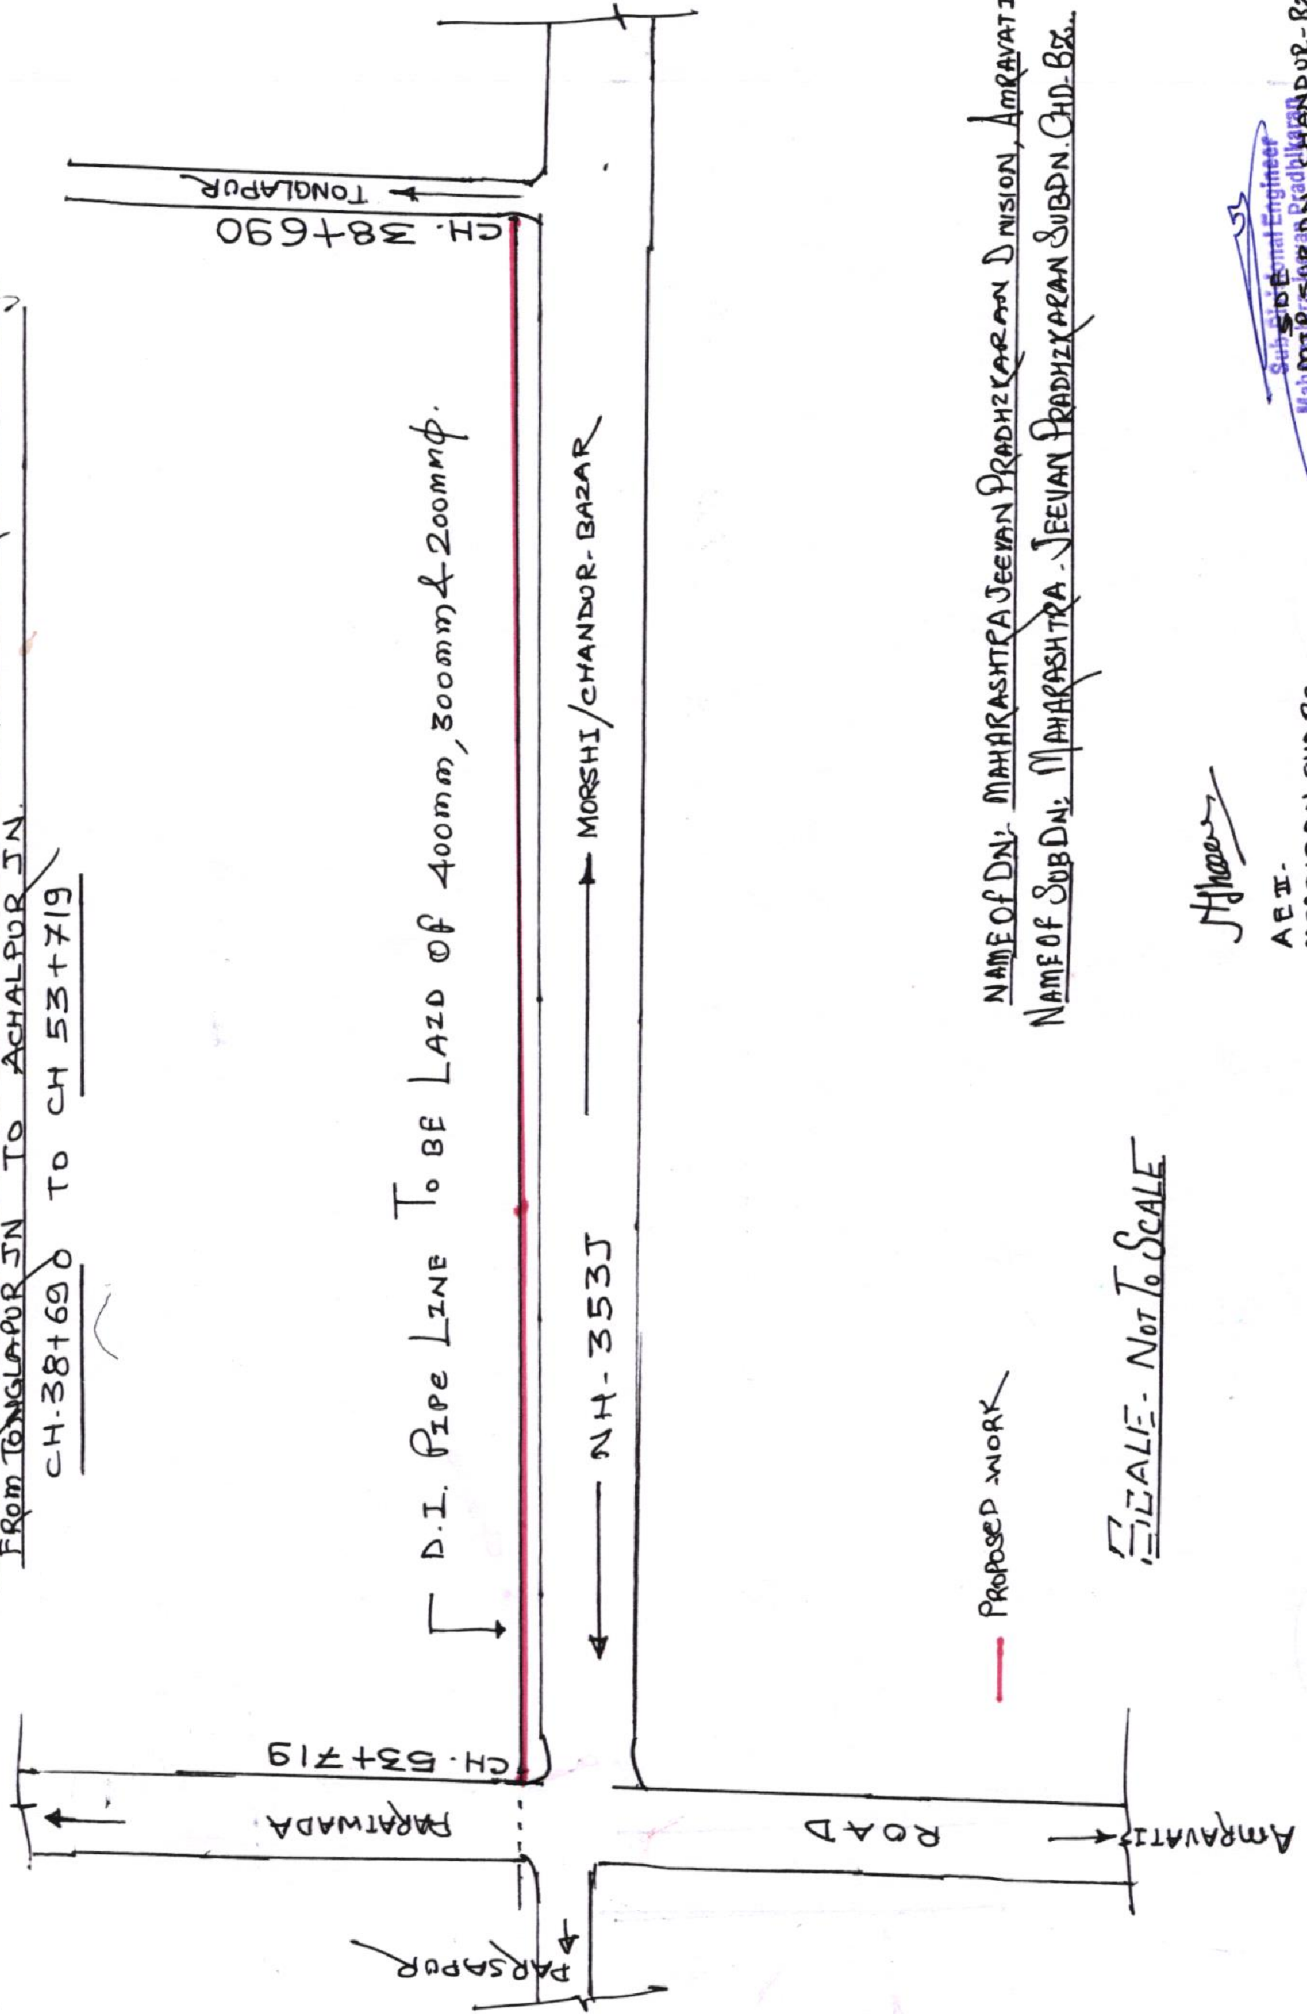 FROM TONGLAPUR JN TO ACHALPUR JN.
CH-38+690 TO CH 53+719
TONGLAPUR
CH. 38+690
D.I. PIPE LINE TO BE LAID OF 400mm, 300mm & 200mmφ.
CH. 53+719
PARATWADA
NH-353J
MORSHI/CHANDUR-BAZAR
PARSAPUR
ROAD
AMRAVATI
PROPOSED WORK
SCALE - NOT TO SCALE
NAME OF DN: MAHARASHTRA JEEVAN PRADHIKARAN DIVISION, AMRAVATI
NAME OF SUBDN: MAHARASHTRA JEEVAN PRADHIKARAN SUBDN. CHD-BZ.
AE II.
SDE
Sub Divisional Engineer